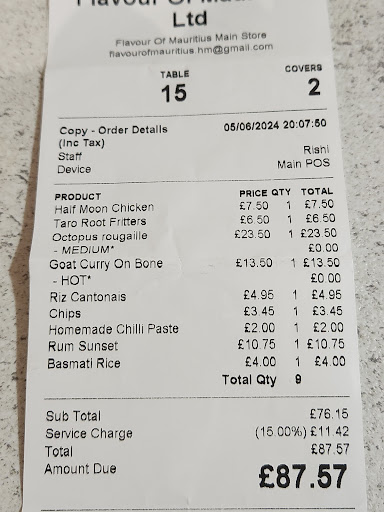 Flavour Of
Ltd
Flavour Of Mauritius Main Store
flavourofmauritius.hm@gmail.com
TABLE COVERS
15 2
Copy - Order Details 05/06/2024 20:07:50
(Inc Tax)
Staff Rishi
Device Main POS
PRODUCT PRICE QTY TOTAL
Half Moon Chicken £7.50 1 £7.50
Taro Root Fritters £6.50 1 £6.50
Octopus rougaille £23.50 1 £23.50
- MEDIUM* £0.00
Goat Curry On Bone £13.50 1 £13.50
- HOT* £0.00
Riz Cantonais £4.95 1 £4.95
Chips £3.45 1 £3.45
Homemade Chilli Paste £2.00 1 £2.00
Rum Sunset £10.75 1 £10.75
Basmati Rice £4.00 1 £4.00
Total Qty 9
Sub Total £76.15
Service Charge (15.00%) £11.42
Total £87.57
Amount Due £87.57